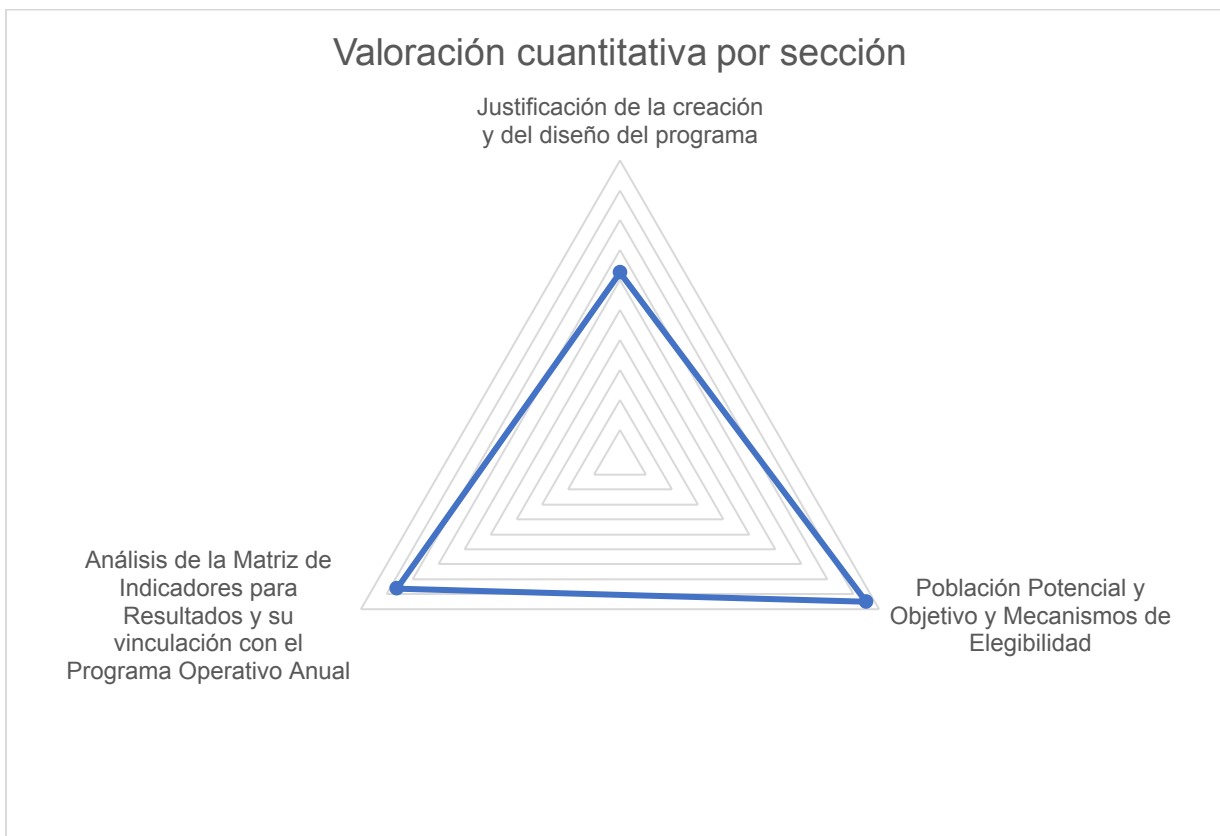 Valoración cuantitativa por sección
Justificación de la creación
y del diseño del programa
Análisis de la Matriz de
Indicadores para
Resultados y su
vinculación con el
Programa Operativo Anual
Población Potencial y
Objetivo y Mecanismos de
Elegibilidad